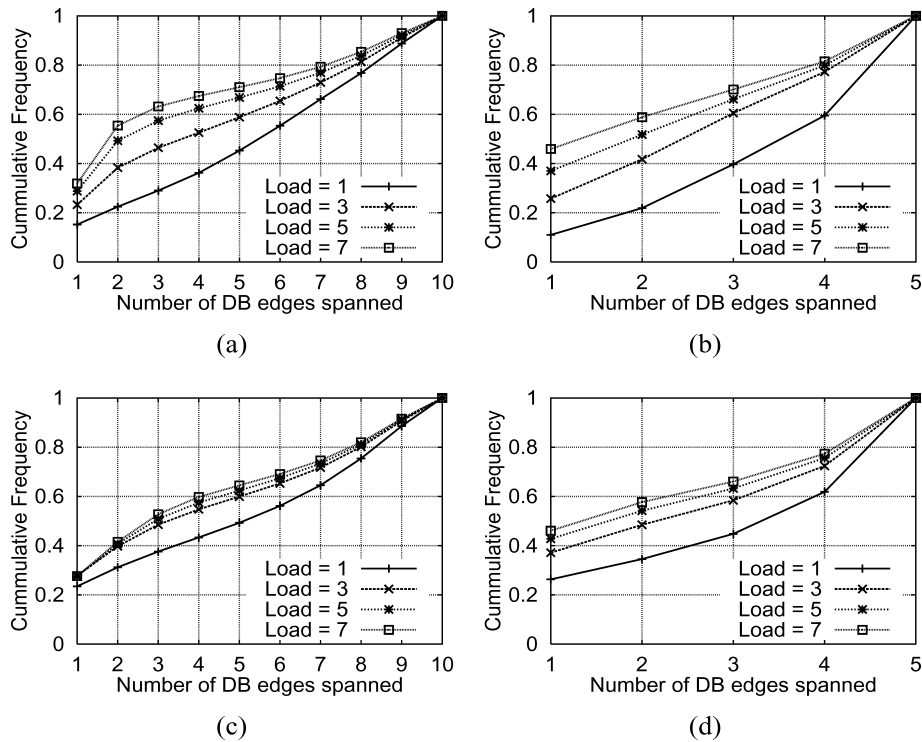 1
0.8
0.6
0.4
0.2
0
Cummulative Frequency
Load = 1
Load = 3
Load = 5
Load = 7
1 2 3 4 5 6 7 8 9 10
Number of DB edges spanned
(a)
1
0.8
0.6
0.4
0.2
0
Cummulative Frequency
Load = 1
Load = 3
Load = 5
Load = 7
1 2 3 4 5
Number of DB edges spanned
(b)
1
0.8
0.6
0.4
0.2
0
Cummulative Frequency
Load = 1
Load = 3
Load = 5
Load = 7
1 2 3 4 5 6 7 8 9 10
Number of DB edges spanned
(c)
1
0.8
0.6
0.4
0.2
0
Cummulative Frequency
Load = 1
Load = 3
Load = 5
Load = 7
1 2 3 4 5
Number of DB edges spanned
(d)